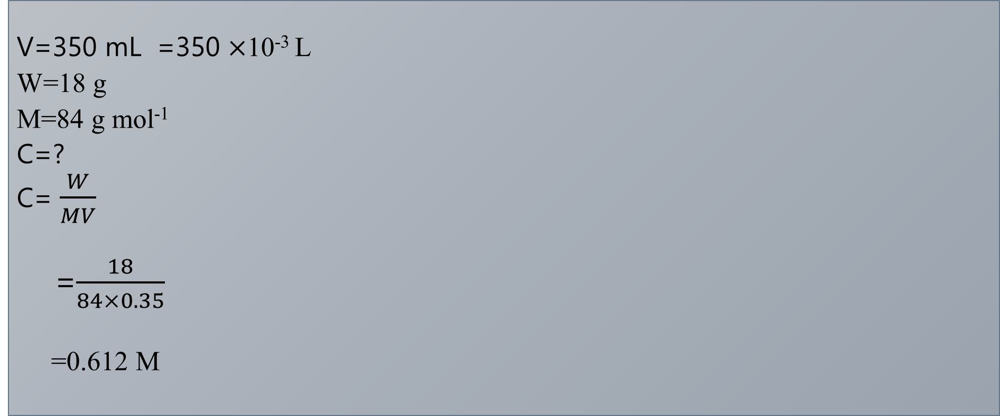 V=350 mL  =350 ×10⁻³ L
W=18 g
M=84 g mol⁻¹
C=?
C= W/MV
=18/84×0.35
=0.612 M